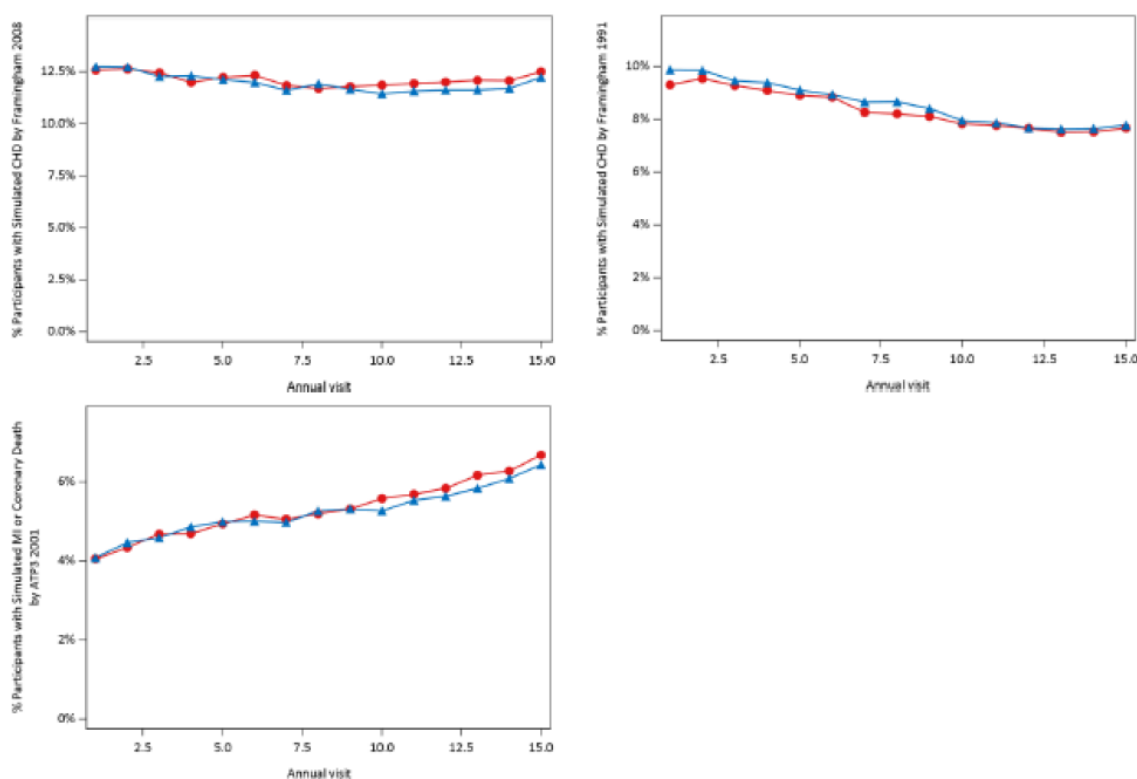 % Participants with Simulated CHD by Framingham 2008
12.5%
10.0%
7.5%
5.0%
2.5%
0.0%
2.5 5.0 7.5 10.0 12.5 15.0
Annual visit
% Participants with Simulated CHD by Framingham 1991
10%
8%
6%
4%
2%
0%
2.5 5.0 7.5 10.0 12.5 15.0
Annual visit
% Participants with Simulated MI or Coronary Death
by ATP3 2001
6%
4%
2%
0%
2.5 5.0 7.5 10.0 12.5 15.0
Annual visit